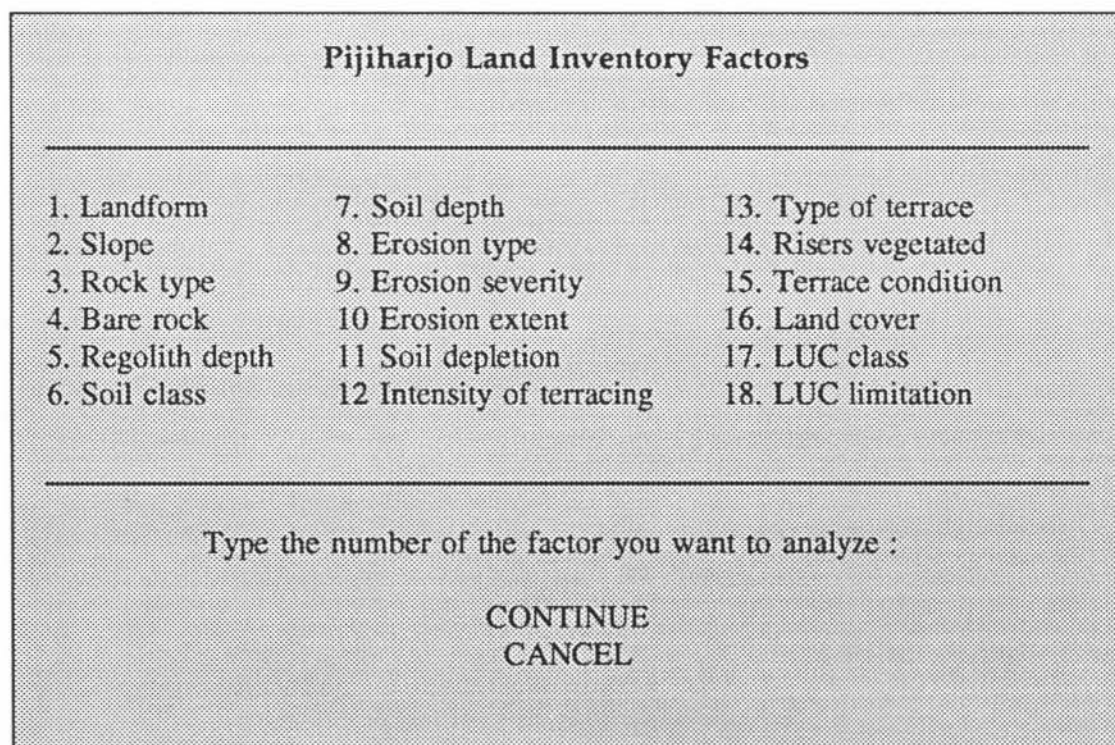 Pijiharjo Land Inventory Factors
1. Landform
2. Slope
3. Rock type
4. Bare rock
5. Regolith depth
6. Soil class
7. Soil depth
8. Erosion type
9. Erosion severity
10 Erosion extent
11 Soil depletion
12 Intensity of terracing
13. Type of terrace
14. Risers vegetated
15. Terrace condition
16. Land cover
17. LUC class
18. LUC limitation
Type the number of the factor you want to analyze :
CONTINUE
CANCEL